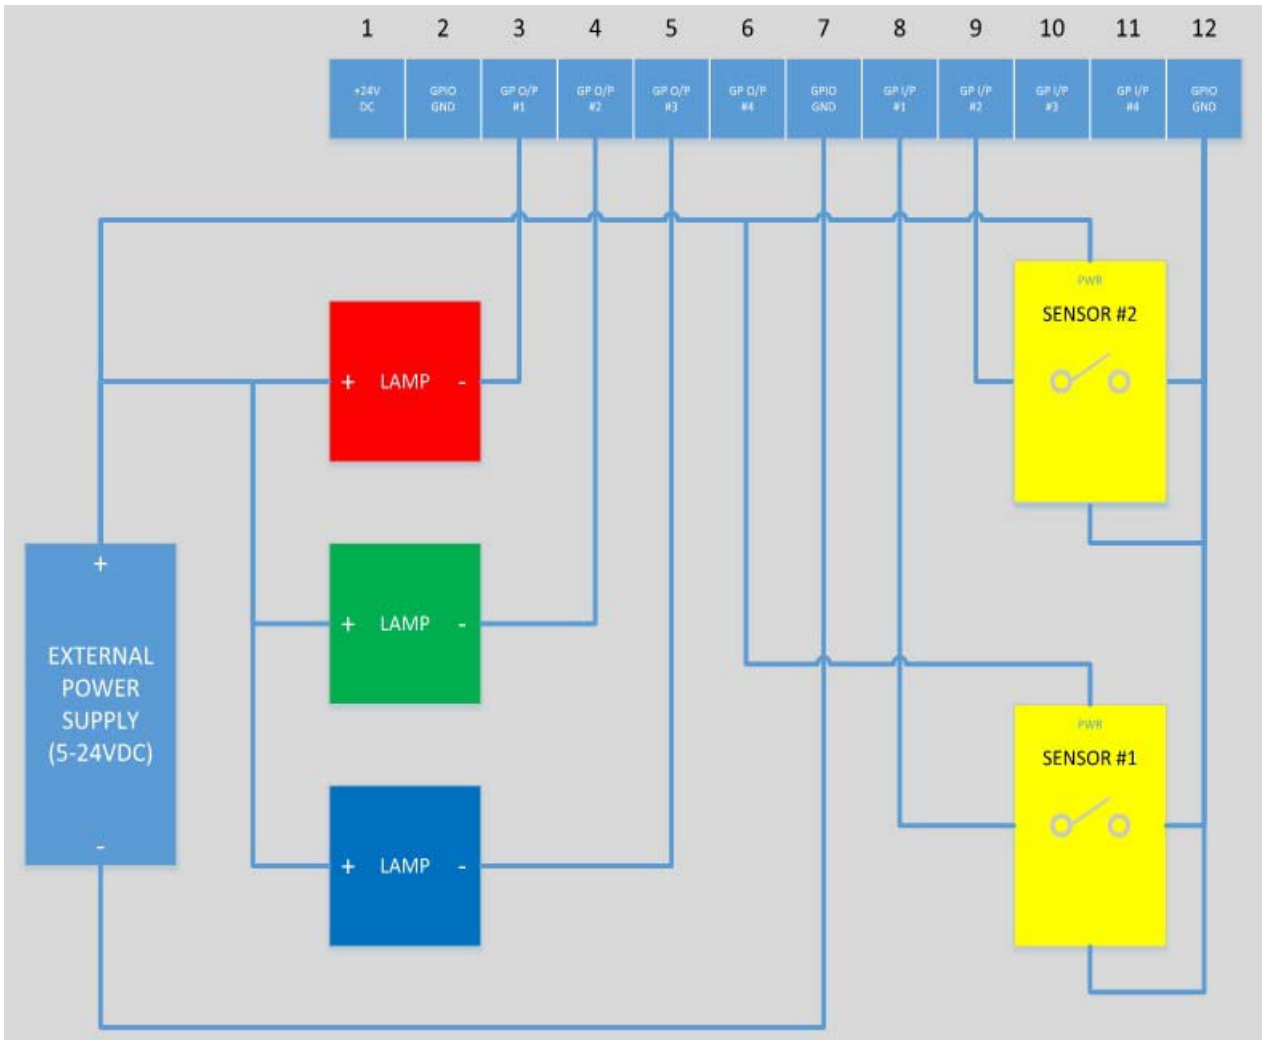 1 2 3 4 5 6 7 8 9 10 11 12
+24V DC
GPIO GND
GP O/P #1
GP O/P #2
GP O/P #3
GP O/P #4
GPIO GND
GP I/P #1
GP I/P #2
GP I/P #3
GP I/P #4
GPIO GND
PWR
SENSOR #2
+ LAMP -
+ LAMP -
+
EXTERNAL
POWER
SUPPLY
(5-24VDC)
-
PWR
SENSOR #1
+ LAMP -